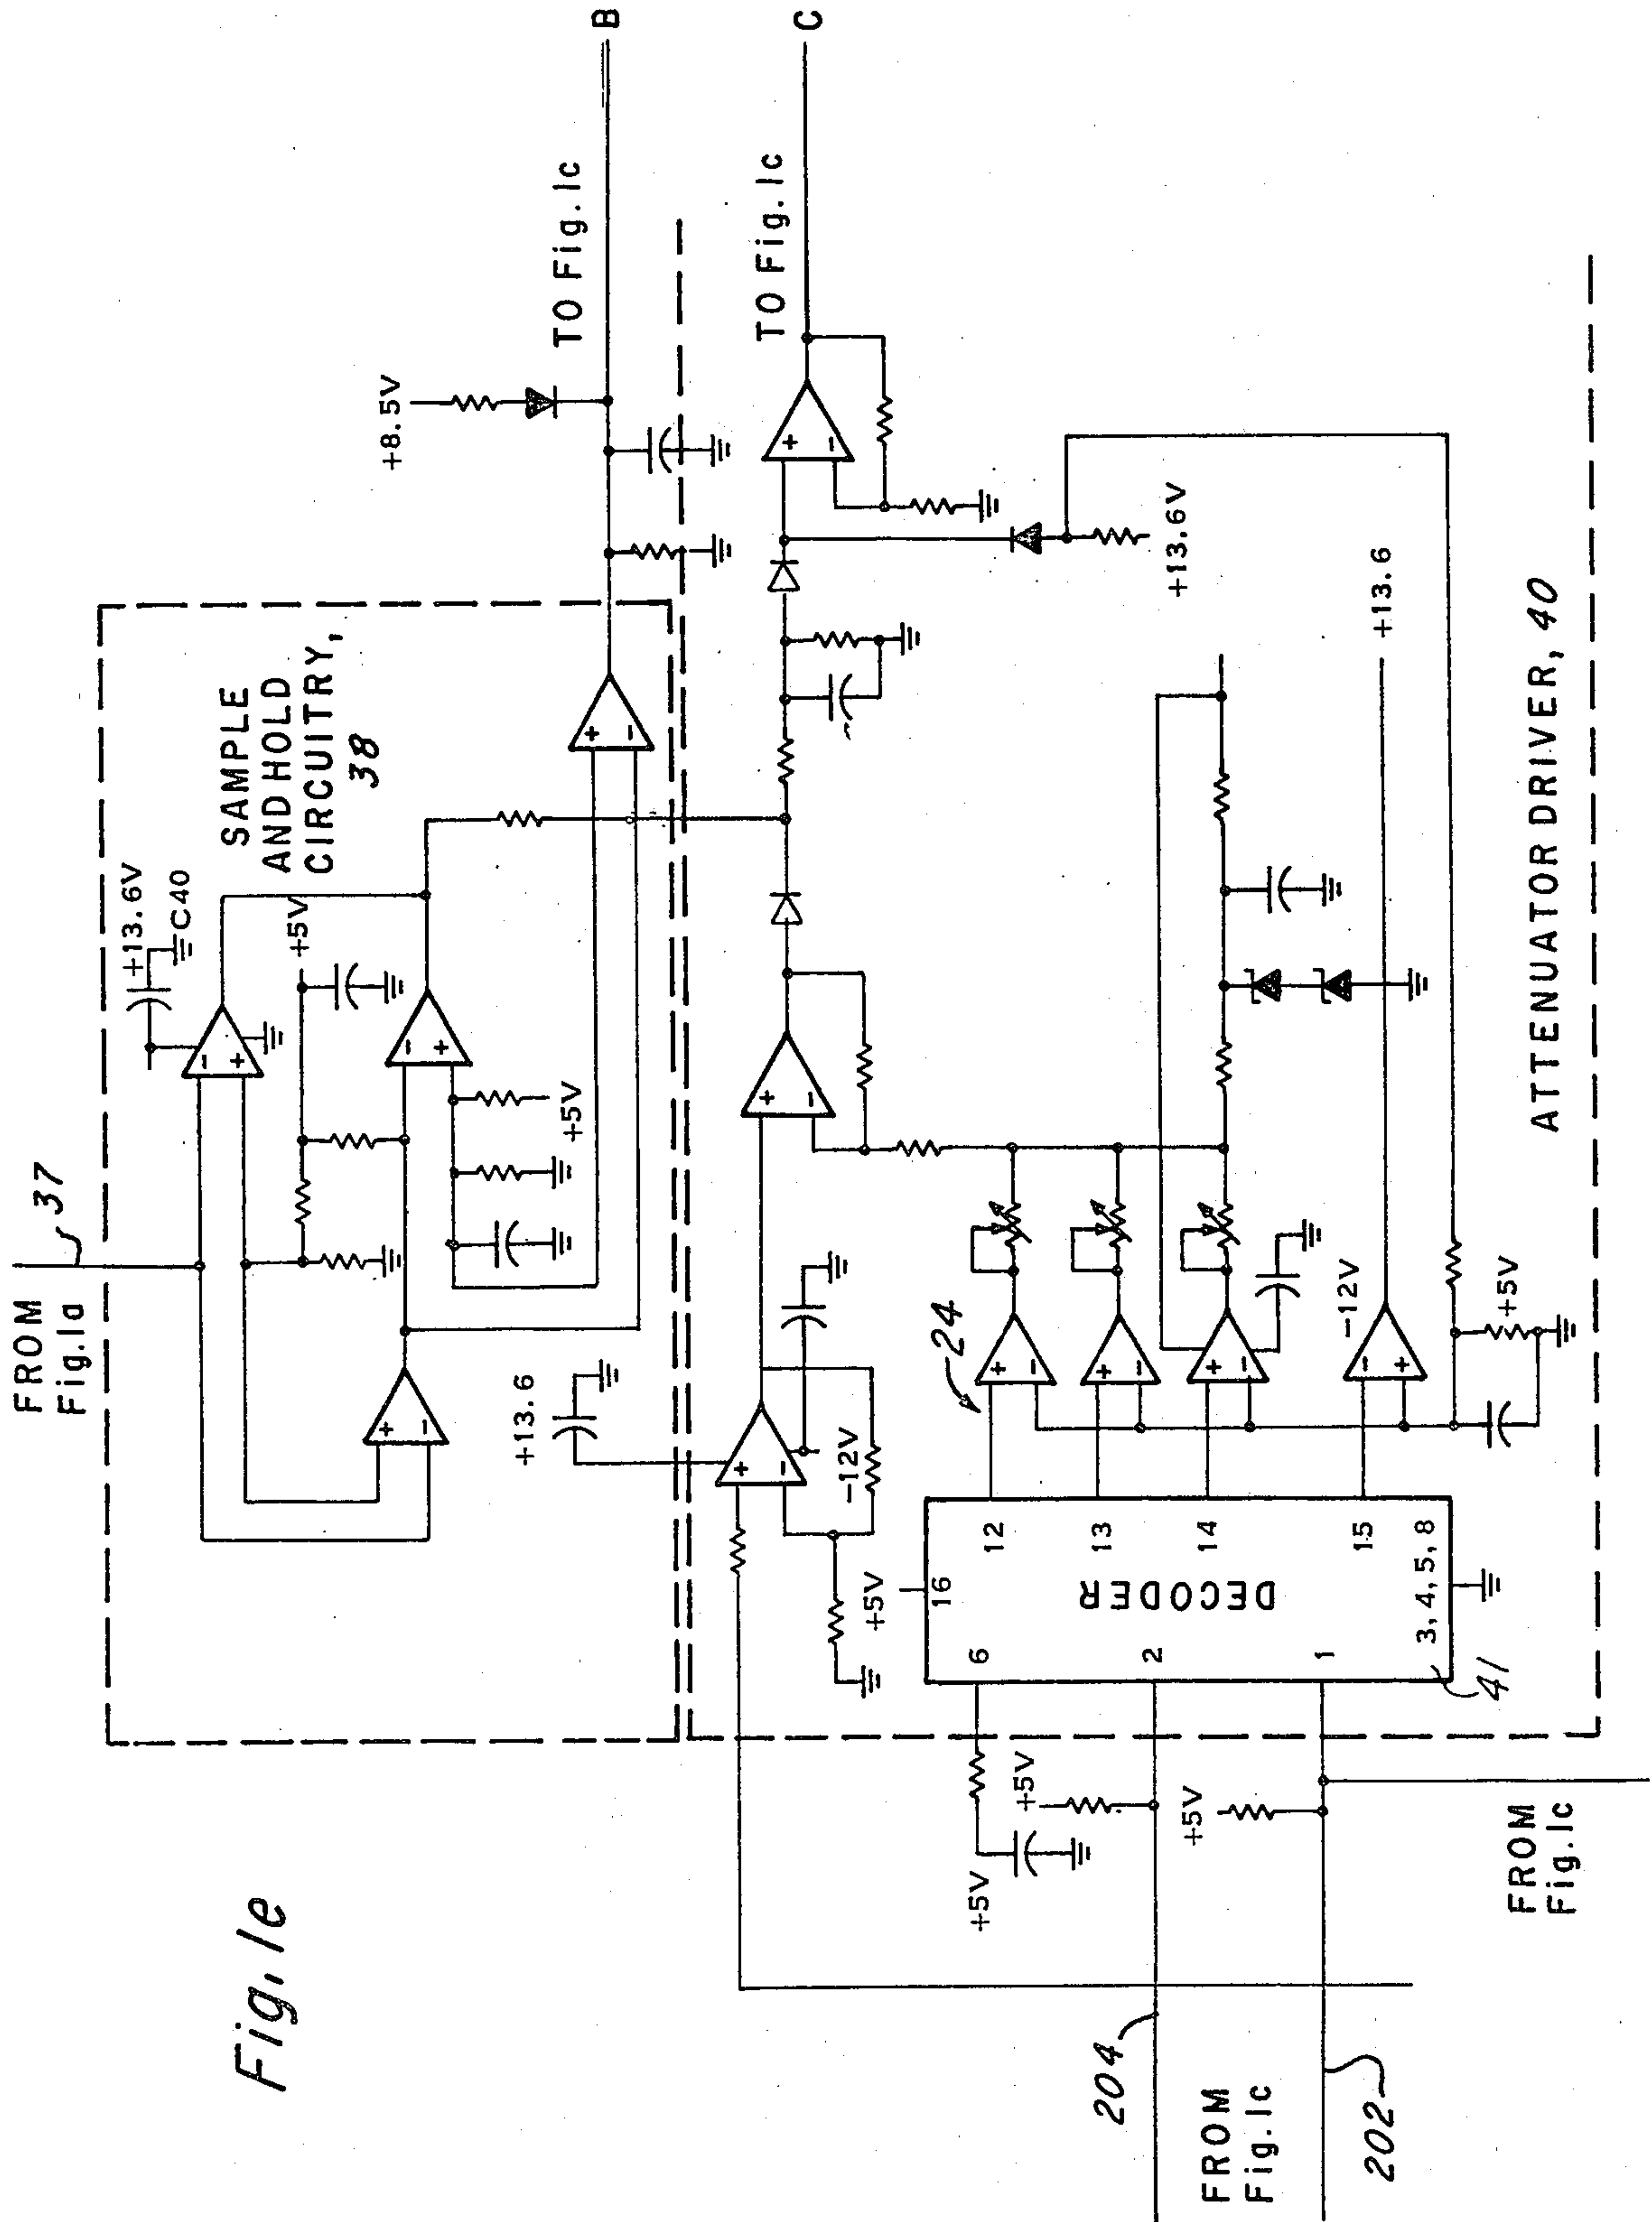 Fig. 1e
FROM
Fig. 1a
37
+13.6V
C40
SAMPLE
AND HOLD
CIRCUITRY,
38
+5V
-
+
-
+
+5V
+
-
+
-
+8.5V
TO Fig. 1c
B
+13.6
+
-
-12V
+
-
+
-
TO Fig. 1c
C
+13.6V
+5V
16
6
2
1
DECODER
12
13
14
15
3, 4, 5, 8
41
24
+
-
+
-
+
-
-
+
-12V
+13.6
+5V
ATTENUATOR DRIVER, 40
+5V
+5V
+5V
204
FROM
Fig. 1c
202
FROM
Fig. 1c